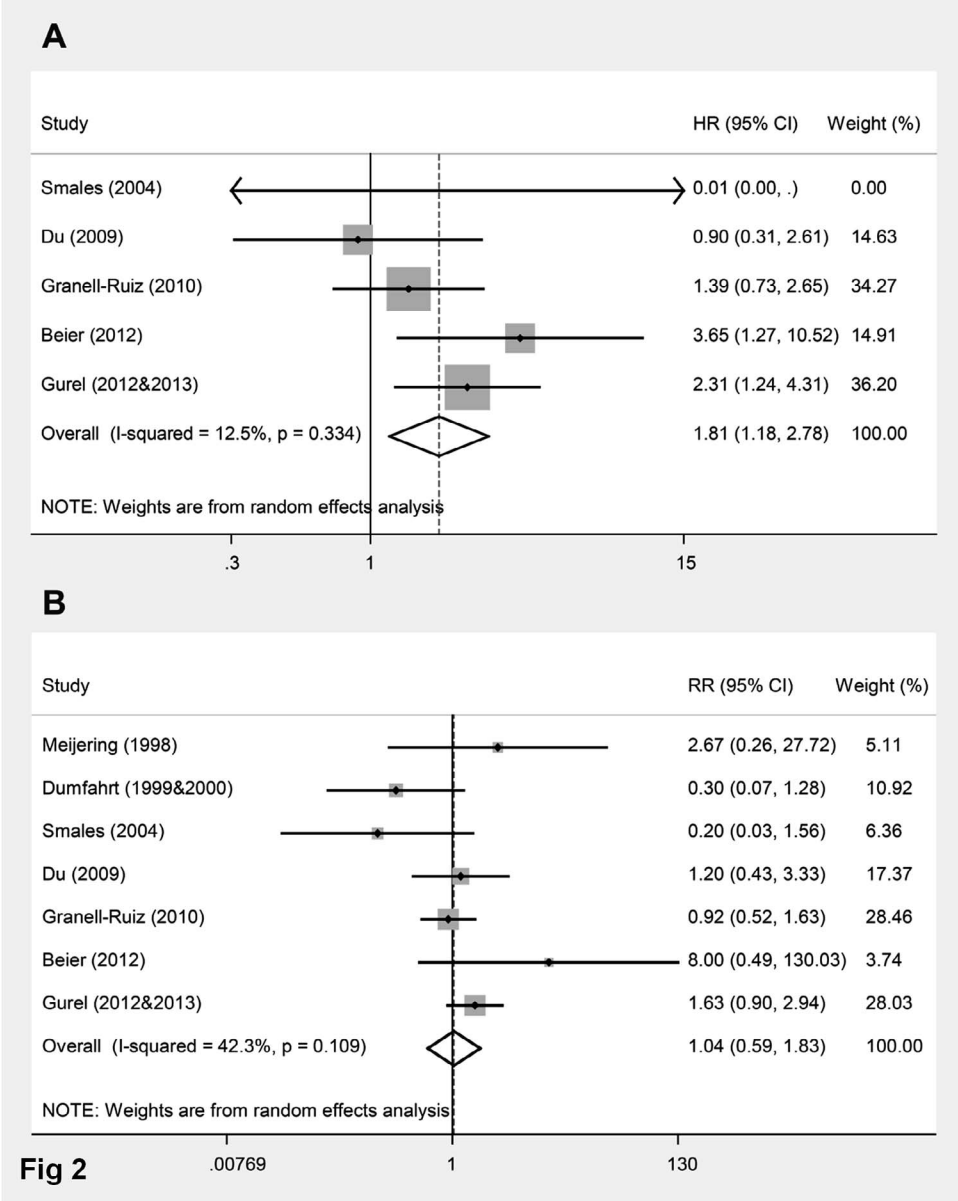 A
Study HR (95% CI) Weight (%)
Smales (2004) 0.01 (0.00, .) 0.00
Du (2009) 0.90 (0.31, 2.61) 14.63
Granell-Ruiz (2010) 1.39 (0.73, 2.65) 34.27
Beier (2012) 3.65 (1.27, 10.52) 14.91
Gurel (2012&2013) 2.31 (1.24, 4.31) 36.20
Overall (I-squared = 12.5%, p = 0.334) 1.81 (1.18, 2.78) 100.00
NOTE: Weights are from random effects analysis
.3 1 15
B
Study RR (95% CI) Weight (%)
Meijering (1998) 2.67 (0.26, 27.72) 5.11
Dumfahrt (1999&2000) 0.30 (0.07, 1.28) 10.92
Smales (2004) 0.20 (0.03, 1.56) 6.36
Du (2009) 1.20 (0.43, 3.33) 17.37
Granell-Ruiz (2010) 0.92 (0.52, 1.63) 28.46
Beier (2012) 8.00 (0.49, 130.03) 3.74
Gurel (2012&2013) 1.63 (0.90, 2.94) 28.03
Overall (I-squared = 42.3%, p = 0.109) 1.04 (0.59, 1.83) 100.00
NOTE: Weights are from random effects analysis
.00769 1 130
Fig 2